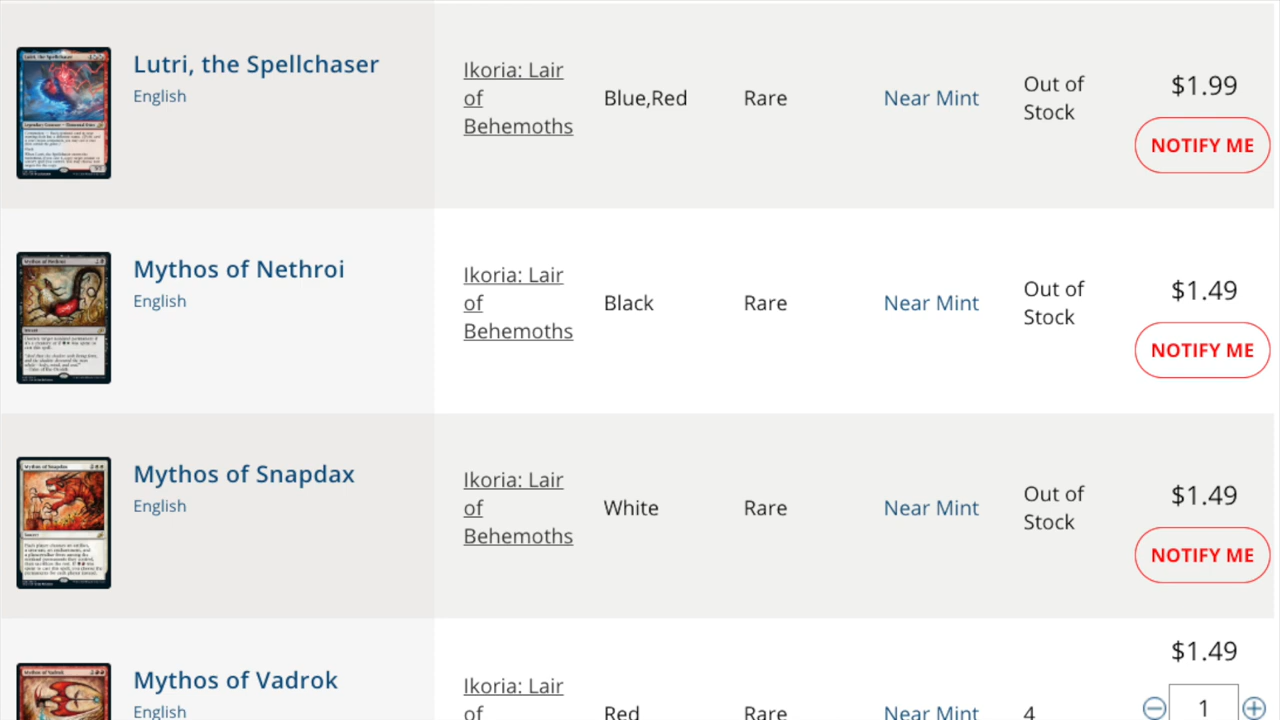 Lutri, the Spellchaser
English
Ikoria: Lair
of
Behemoths
Blue,Red
Rare
Near Mint
Out of
Stock
$1.99
NOTIFY ME
Mythos of Nethroi
English
Ikoria: Lair
of
Behemoths
Black
Rare
Near Mint
Out of
Stock
$1.49
NOTIFY ME
Mythos of Snapdax
English
Ikoria: Lair
of
Behemoths
White
Rare
Near Mint
Out of
Stock
$1.49
NOTIFY ME
Mythos of Vadrok
English
Ikoria: Lair
of
Red
Rare
Near Mint
4
$1.49
1